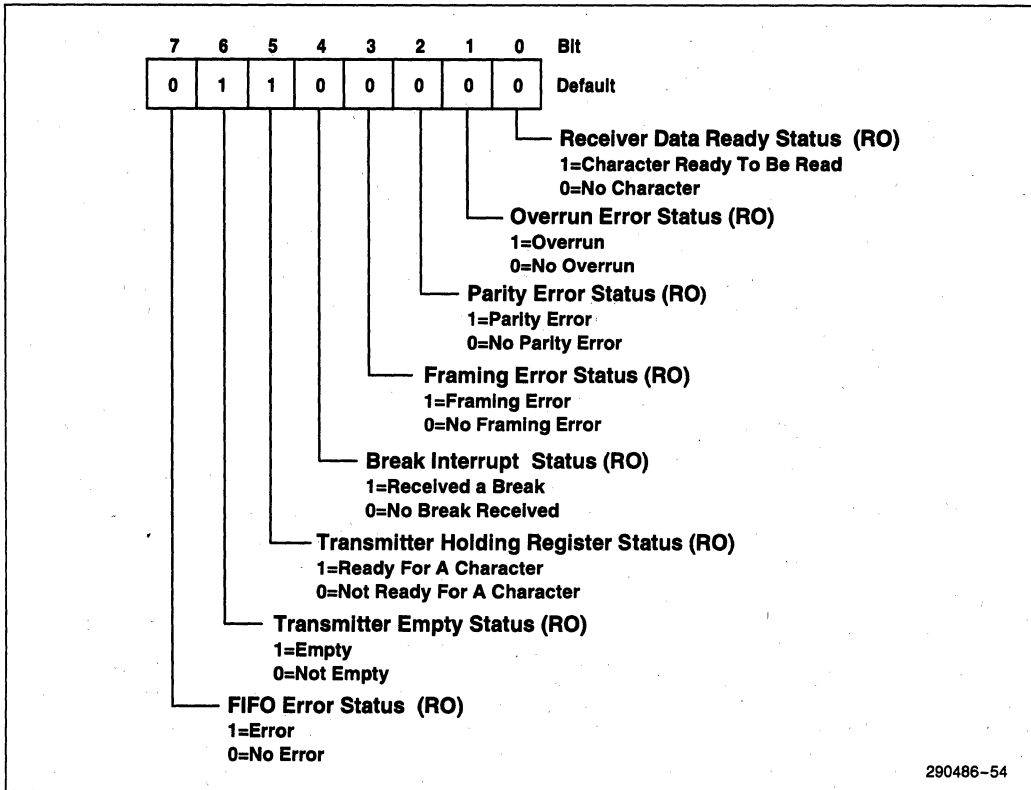 7 6 5 4 3 2 1 0 Bit
0 1 1 0 0 0 0 0 Default
Receiver Data Ready Status (RO)
1=Character Ready To Be Read
0=No Character
Overrun Error Status (RO)
1=Overrun
0=No Overrun
Parity Error Status (RO)
1=Parity Error
0=No Parity Error
Framing Error Status (RO)
1=Framing Error
0=No Framing Error
Break Interrupt Status (RO)
1=Received a Break
0=No Break Received
Transmitter Holding Register Status (RO)
1=Ready For A Character
0=Not Ready For A Character
Transmitter Empty Status (RO)
1=Empty
0=Not Empty
FIFO Error Status (RO)
1=Error
0=No Error
290486-54